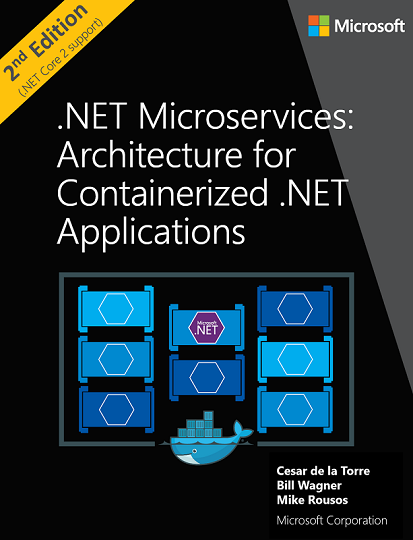 2nd Edition
(.NET Core 2 support)
Microsoft
.NET Microservices:
Architecture for
Containerized .NET
Applications
Microsoft
.NET
Cesar de la Torre
Bill Wagner
Mike Rousos
Microsoft Corporation